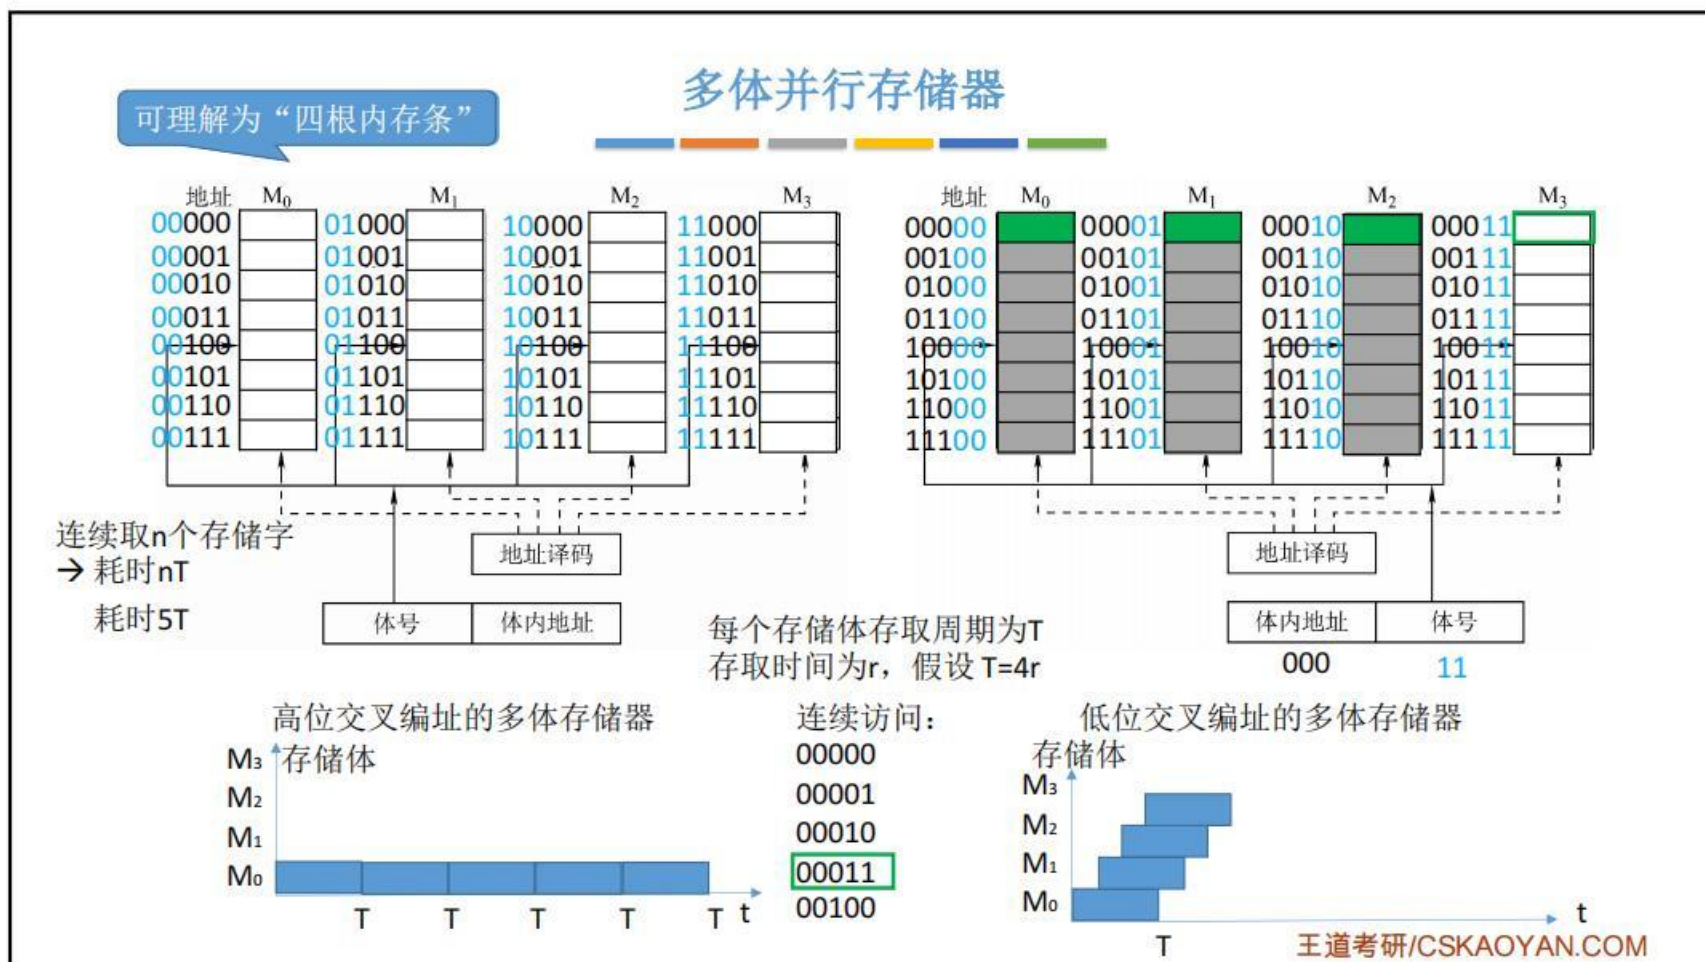 多体并行存储器
可理解为“四根内存条”
地址 M₀ M₁ M₂ M₃
00000 01000 10000 11000
00001 01001 10001 11001
00010 01010 10010 11010
00011 01011 10011 11011
00100 01100 10100 11100
00101 01101 10101 11101
00110 01110 10110 11110
00111 01111 10111 11111
地址译码
体号 体内地址
连续取n个存储字
→ 耗时nT
耗时5T
地址 M₀ M₁ M₂ M₃
00000 00001 00010 00011
00100 00101 00110 00111
01000 01001 01010 01011
01100 01101 01110 01111
10000 10001 10010 10011
10100 10101 10110 10111
11000 11001 11010 11011
11100 11101 11110 11111
地址译码
体内地址 体号
000 11
每个存储体存取周期为T
存取时间为r，假设 T=4r
高位交叉编址的多体存储器
存储体
M₃
M₂
M₁
M₀
T T T T T t
连续访问：
00000
00001
00010
00011
00100
低位交叉编址的多体存储器
存储体
M₃
M₂
M₁
M₀
T t
王道考研/CSKAOYAN.COM